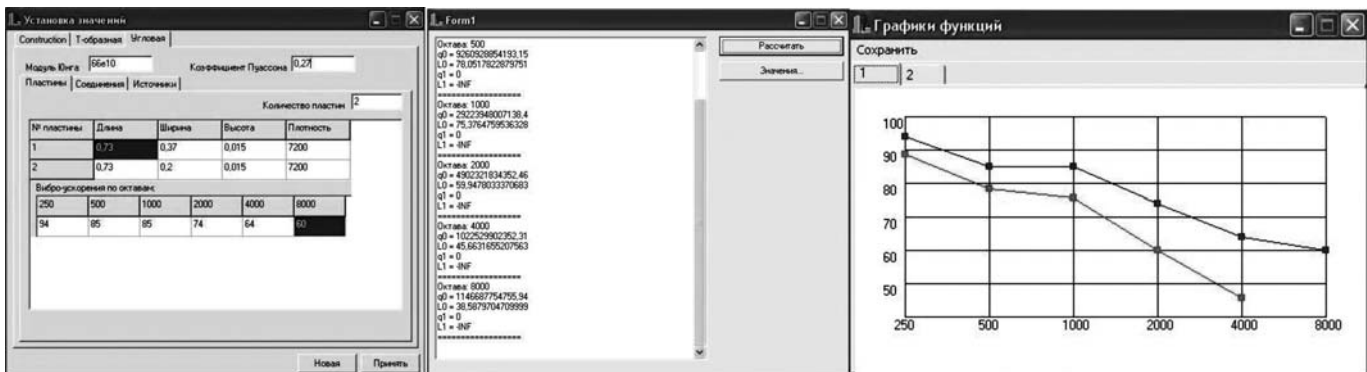 Установка значений
Construction Т-образная Угловая
Модуль Юнга 66e10 Коэффициент Пуассона 0,27
Пластины Соединения Источники
Количество пластин 2
№ пластины Длина Ширина Высота Плотность
1 0,73 0,37 0,015 7200
2 0,73 0,2 0,015 7200
Вибро-ускорения по октавам:
250 500 1000 2000 4000 8000
94 85 85 74 64 60
Новая Принять
Form1
Октава: 500
q0 = 9260928854193,15
L0 = 78,0517822879751
q1 = 0
L1 = -INF
===================
Октава: 1000
q0 = 29223948007138,4
L0 = 75,3764759536328
q1 = 0
L1 = -INF
===================
Октава: 2000
q0 = 4902321834352,46
L0 = 59,9478033370683
q1 = 0
L1 = -INF
===================
Октава: 4000
q0 = 1022529902352,31
L0 = 45,6631655207563
q1 = 0
L1 = -INF
===================
Октава: 8000
q0 = 1146687754755,94
L0 = 38,5879704709999
q1 = 0
L1 = -INF
===================
Рассчитать
Значения...
Графики функций
Сохранить
1 2
100
90
80
70
60
50
250 500 1000 2000 4000 8000